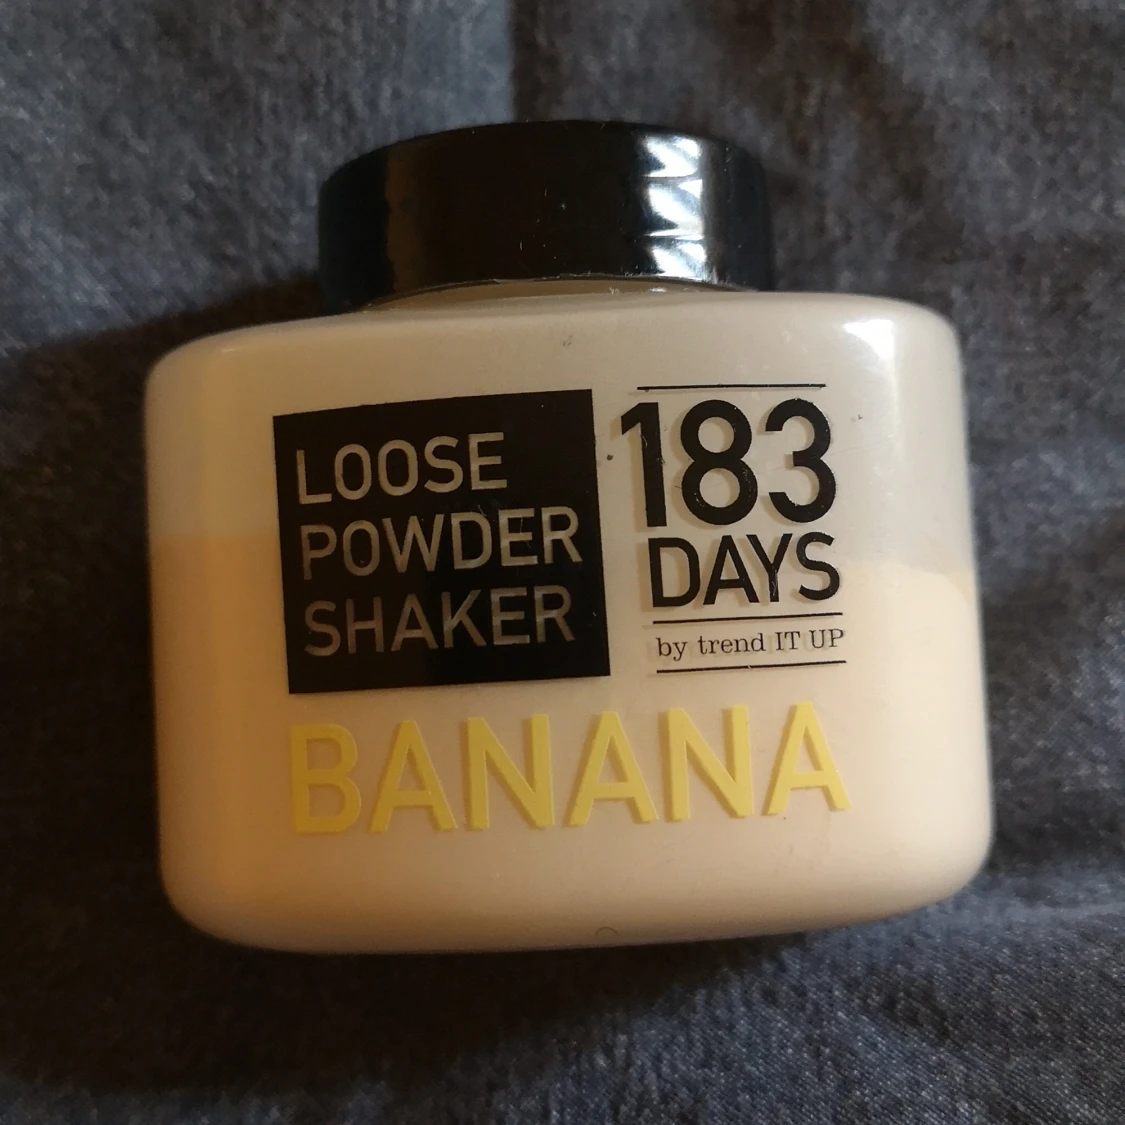 LOOSE
POWDER
SHAKER
183
DAYS
by trend IT UP
BANANA